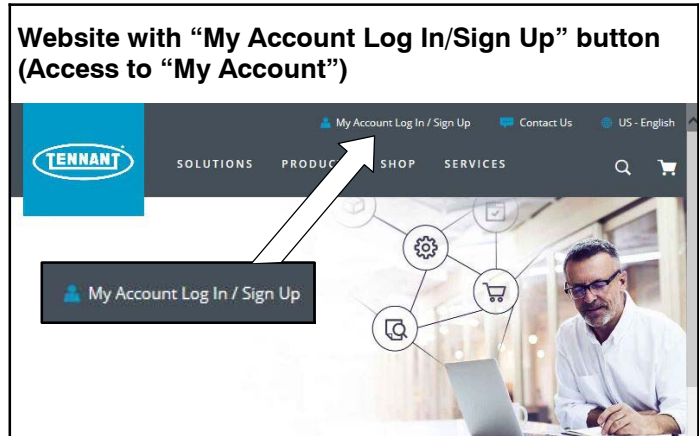 Website with “My Account Log In/Sign Up” button
(Access to “My Account”)
My Account Log In / Sign Up Contact Us US - English
TENNANT
SOLUTIONS PRODUC SHOP SERVICES
My Account Log In / Sign Up